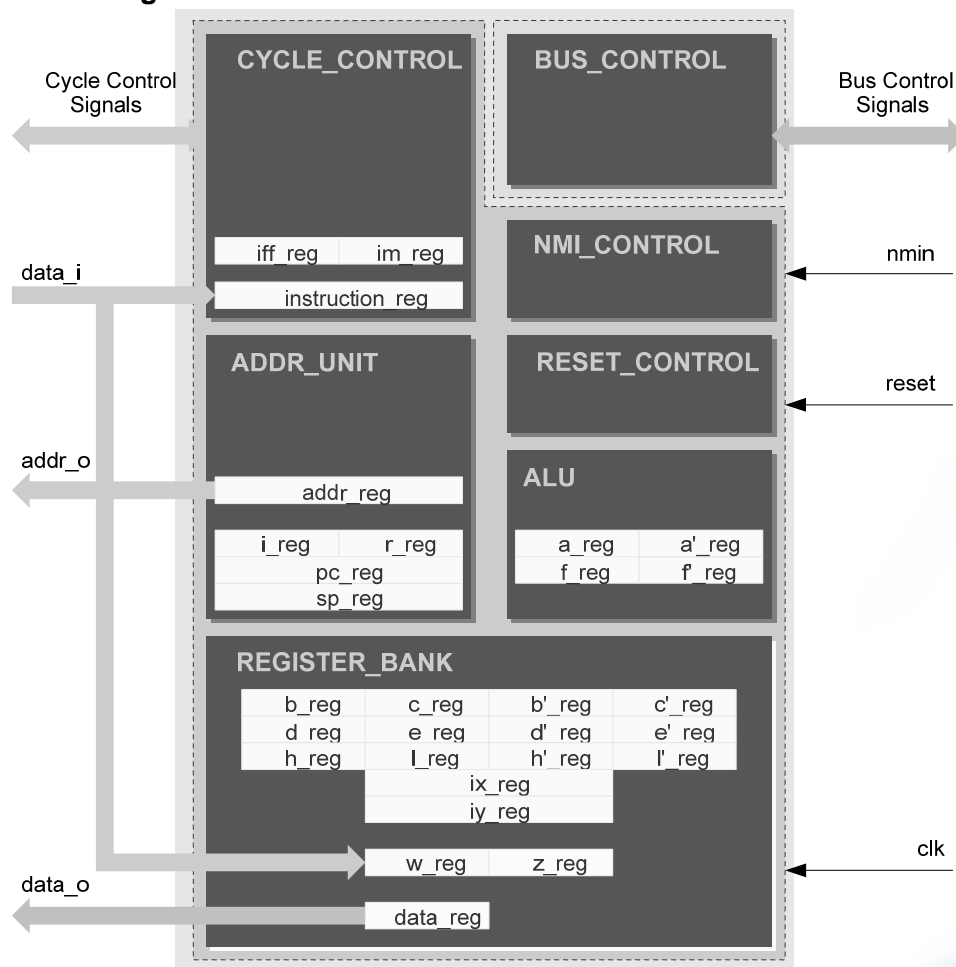 CYCLE_CONTROL
BUS_CONTROL
Cycle Control
Signals
Bus Control
Signals
iff_reg im_reg
NMI_CONTROL
nmin
data_i
instruction_reg
ADDR_UNIT
RESET_CONTROL
reset
addr_o
addr_reg
ALU
i_reg r_reg
pc_reg
sp_reg
a_reg a'_reg
f_reg f'_reg
REGISTER_BANK
b_reg c_reg b'_reg c'_reg
d_reg e_reg d'_reg e'_reg
h_reg l_reg h'_reg l'_reg
ix_reg
iy_reg
w_reg z_reg
clk
data_o
data_reg